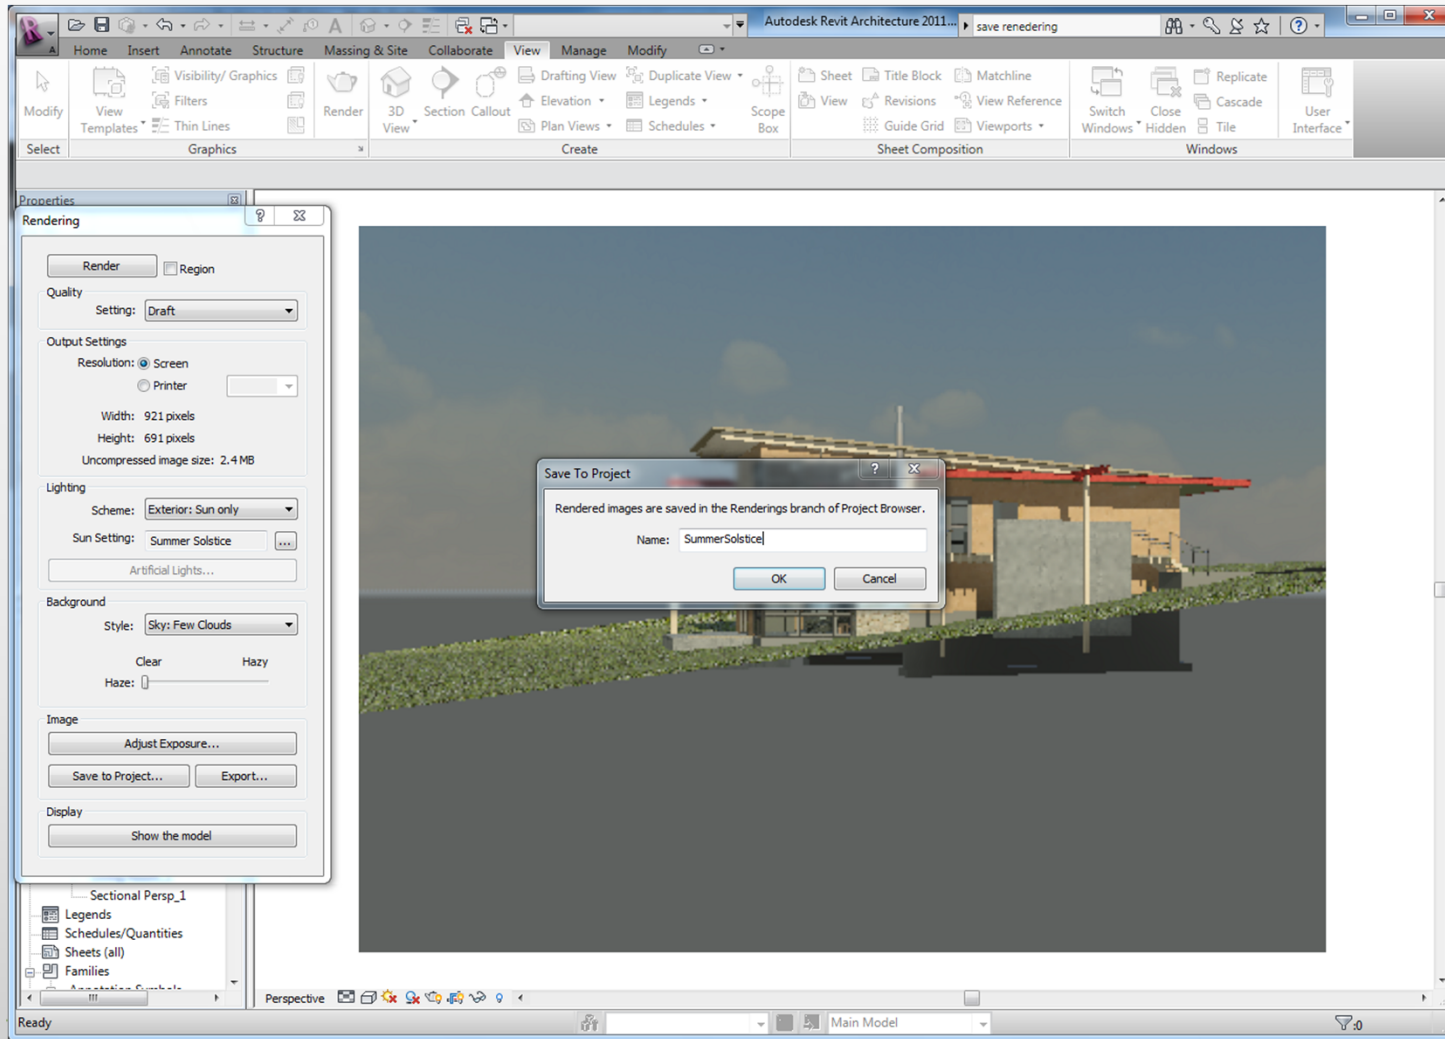 Autodesk Revit Architecture 2011...
save renedering
Home Insert Annotate Structure Massing & Site Collaborate View Manage Modify
Modify
View Templates
Visibility/ Graphics
Filters
Thin Lines
Render
3D View
Section
Callout
Drafting View
Elevation
Plan Views
Duplicate View
Legends
Schedules
Scope Box
Sheet
View
Title Block
Revisions
Guide Grid
Matchline
View Reference
Viewports
Switch Windows
Close Hidden
Replicate
Cascade
Tile
User Interface
Select Graphics Create Sheet Composition Windows
Properties
Rendering
Render
Region
Quality
Setting: Draft
Output Settings
Resolution: Screen
Printer
Width: 921 pixels
Height: 691 pixels
Uncompressed image size: 2.4 MB
Lighting
Scheme: Exterior: Sun only
Sun Setting: Summer Solstice ...
Artificial Lights...
Background
Style: Sky: Few Clouds
Clear Hazy
Haze:
Image
Adjust Exposure...
Save to Project... Export...
Display
Show the model
Save To Project
Rendered images are saved in the Renderings branch of Project Browser.
Name: SummerSolstice
OK Cancel
Sectional Persp_1
Legends
Schedules/Quantities
Sheets (all)
Families
Perspective
Ready
Main Model
:0